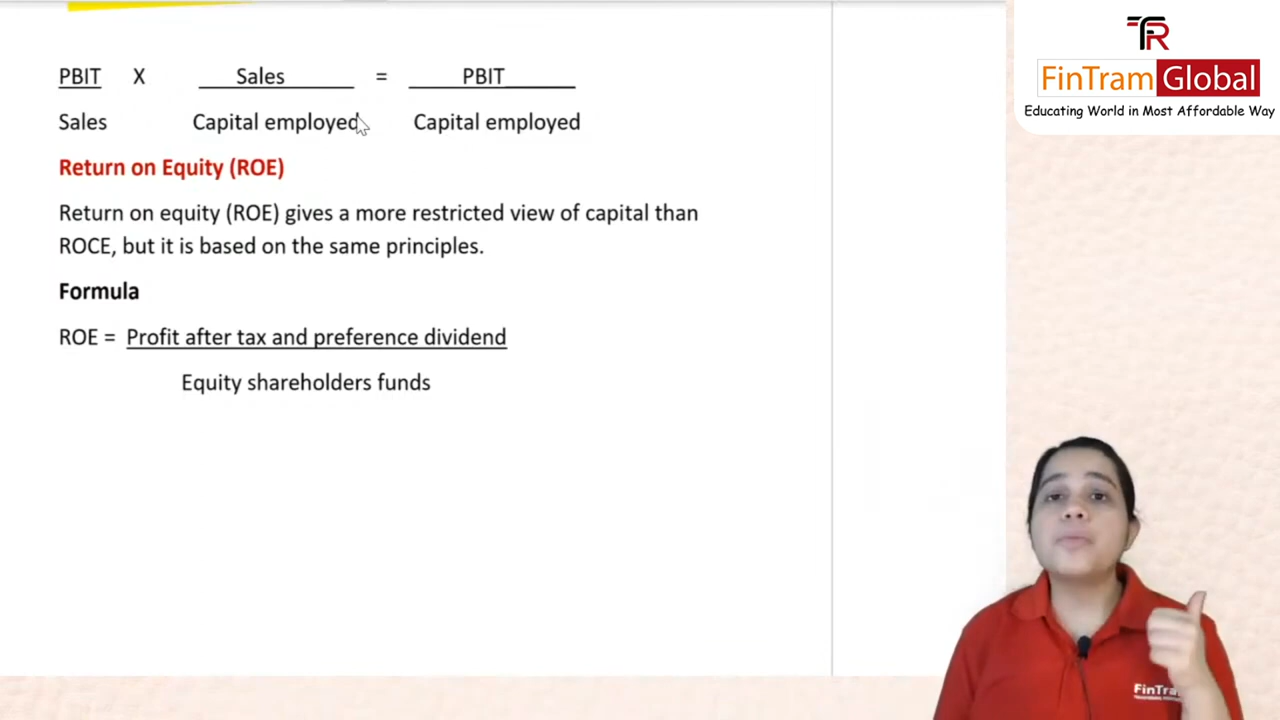 PBIT X Sales = PBIT
Sales Capital employed Capital employed
Return on Equity (ROE)
Return on equity (ROE) gives a more restricted view of capital than
ROCE, but it is based on the same principles.
Formula
ROE = Profit after tax and preference dividend
Equity shareholders funds
TR
FinTram Global
Educating World in Most Affordable Way